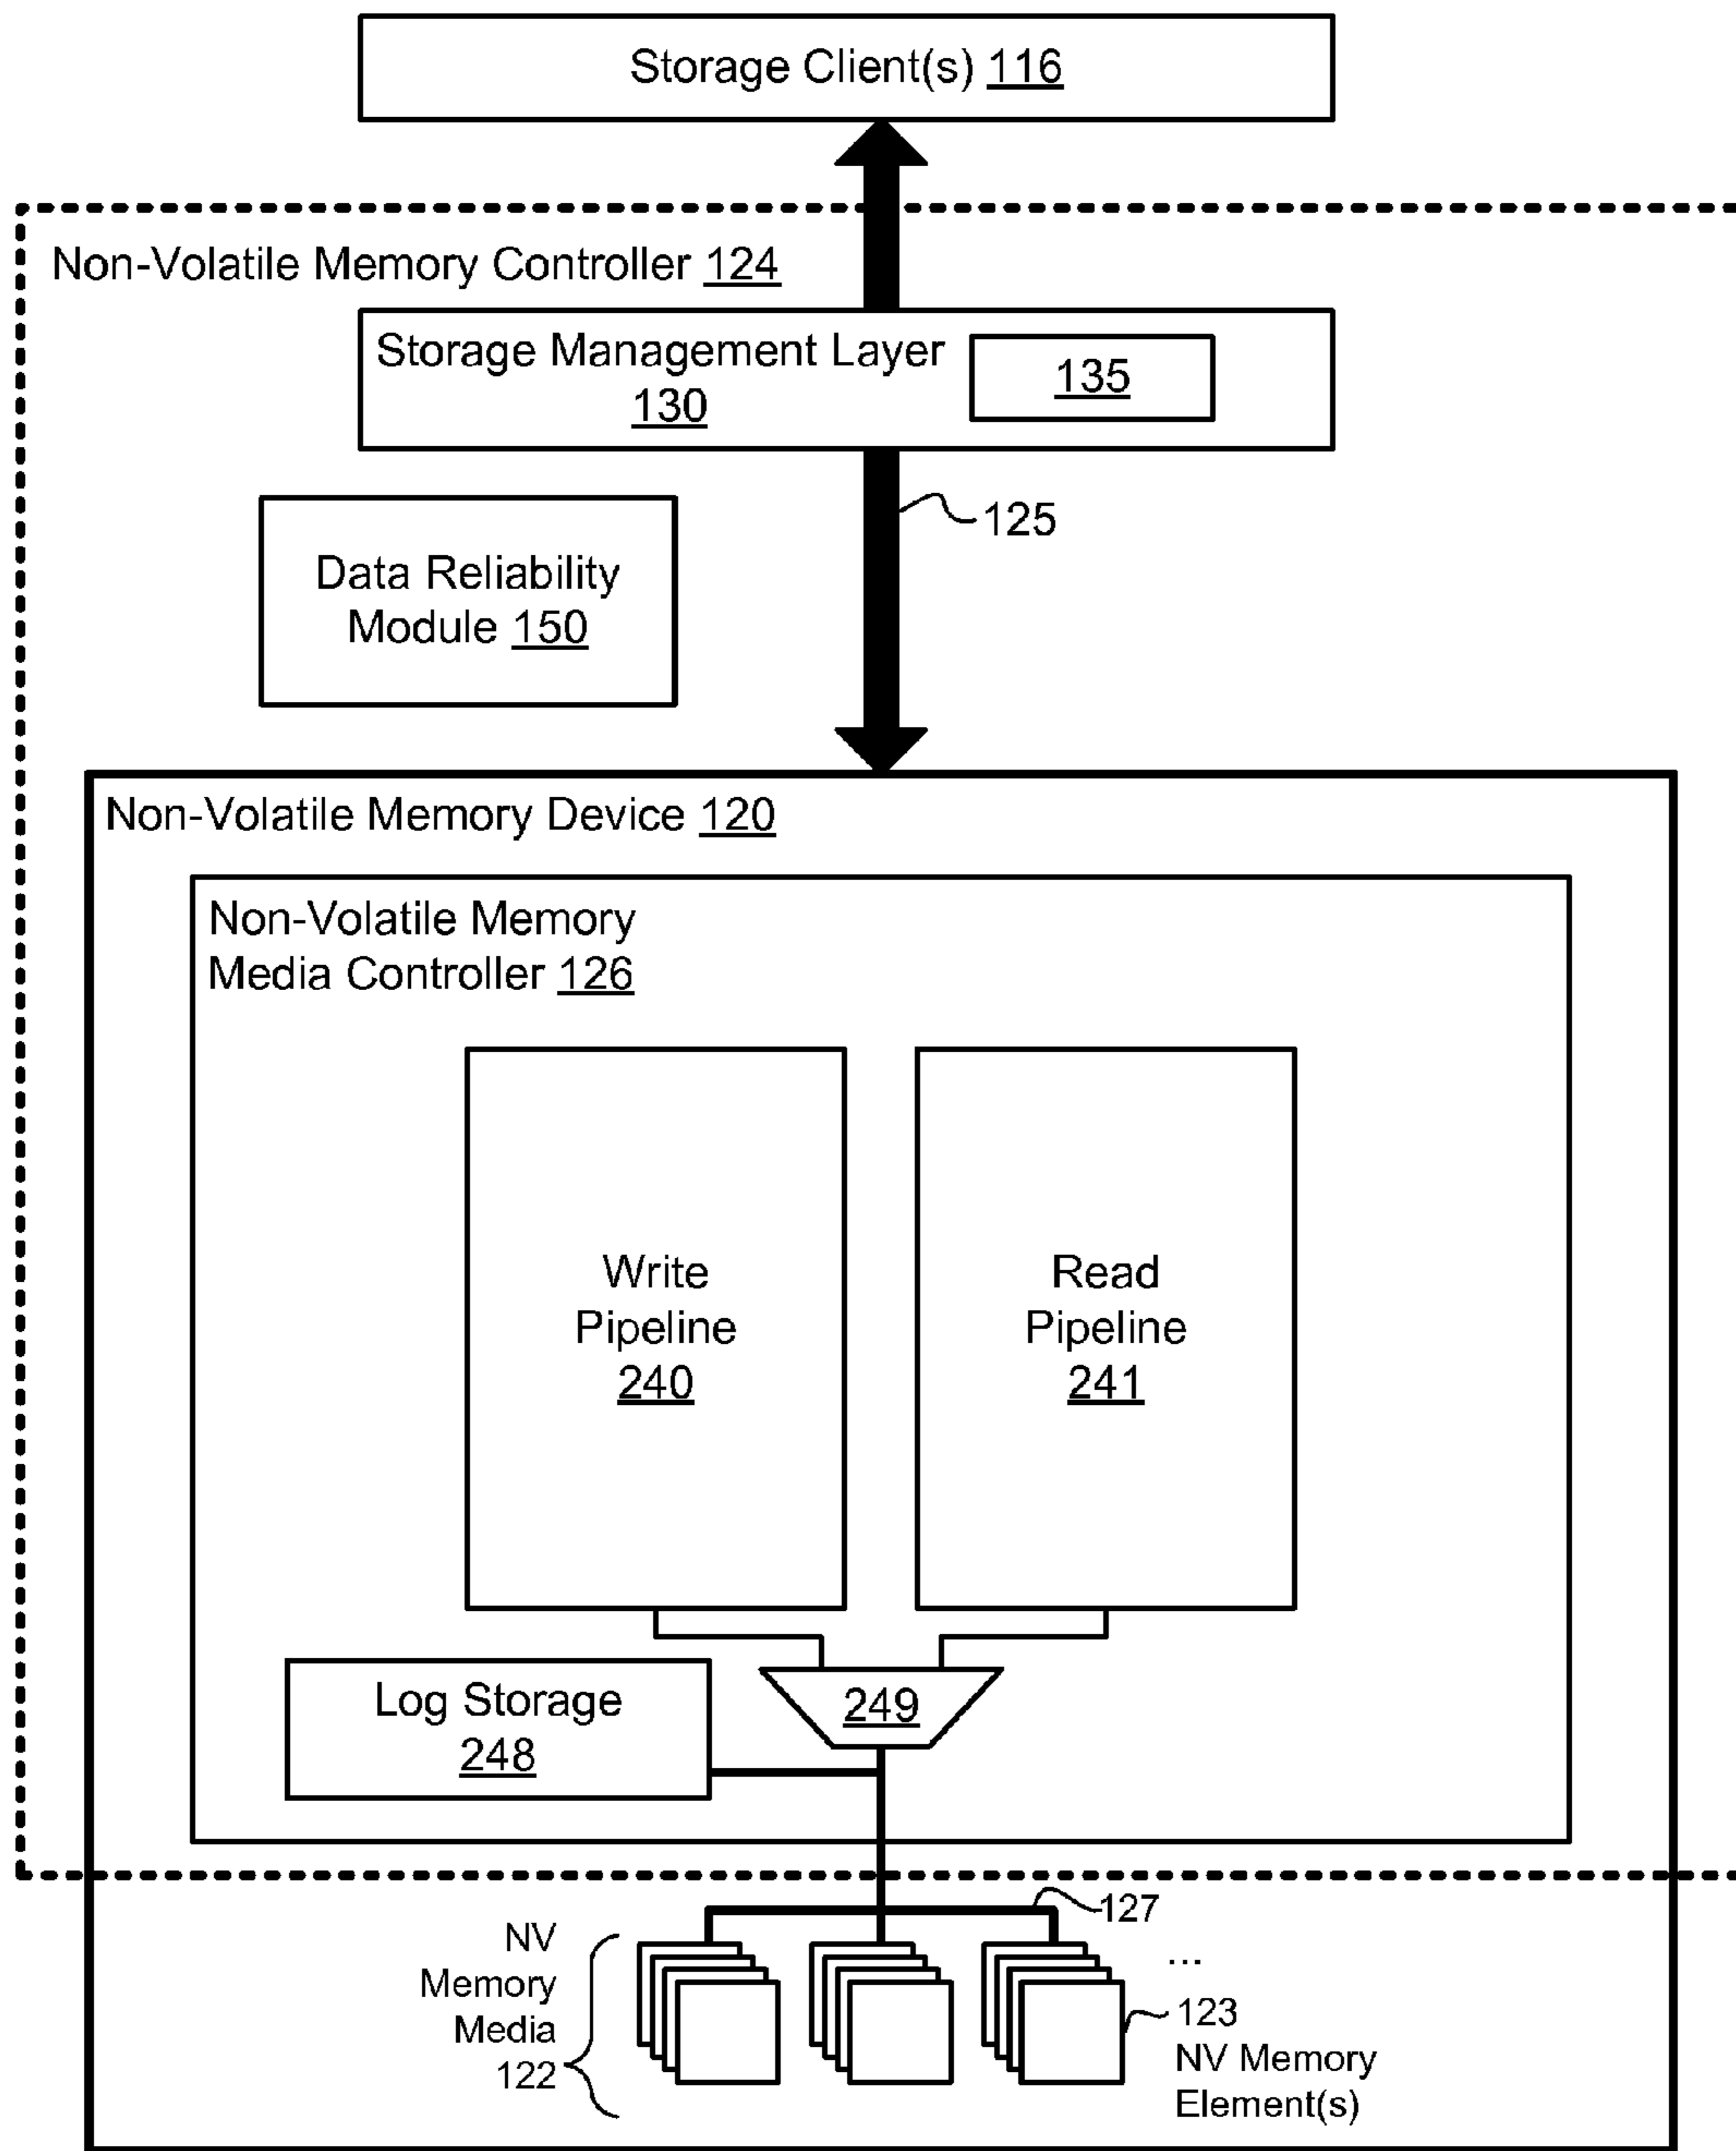 Storage Client(s) 116
Non-Volatile Memory Controller 124
Storage Management Layer
130
135
125
Data Reliability
Module 150
Non-Volatile Memory Device 120
Non-Volatile Memory
Media Controller 126
Write
Pipeline
240
Read
Pipeline
241
Log Storage
248
249
127
NV
Memory
Media
122
...
123
NV Memory
Element(s)